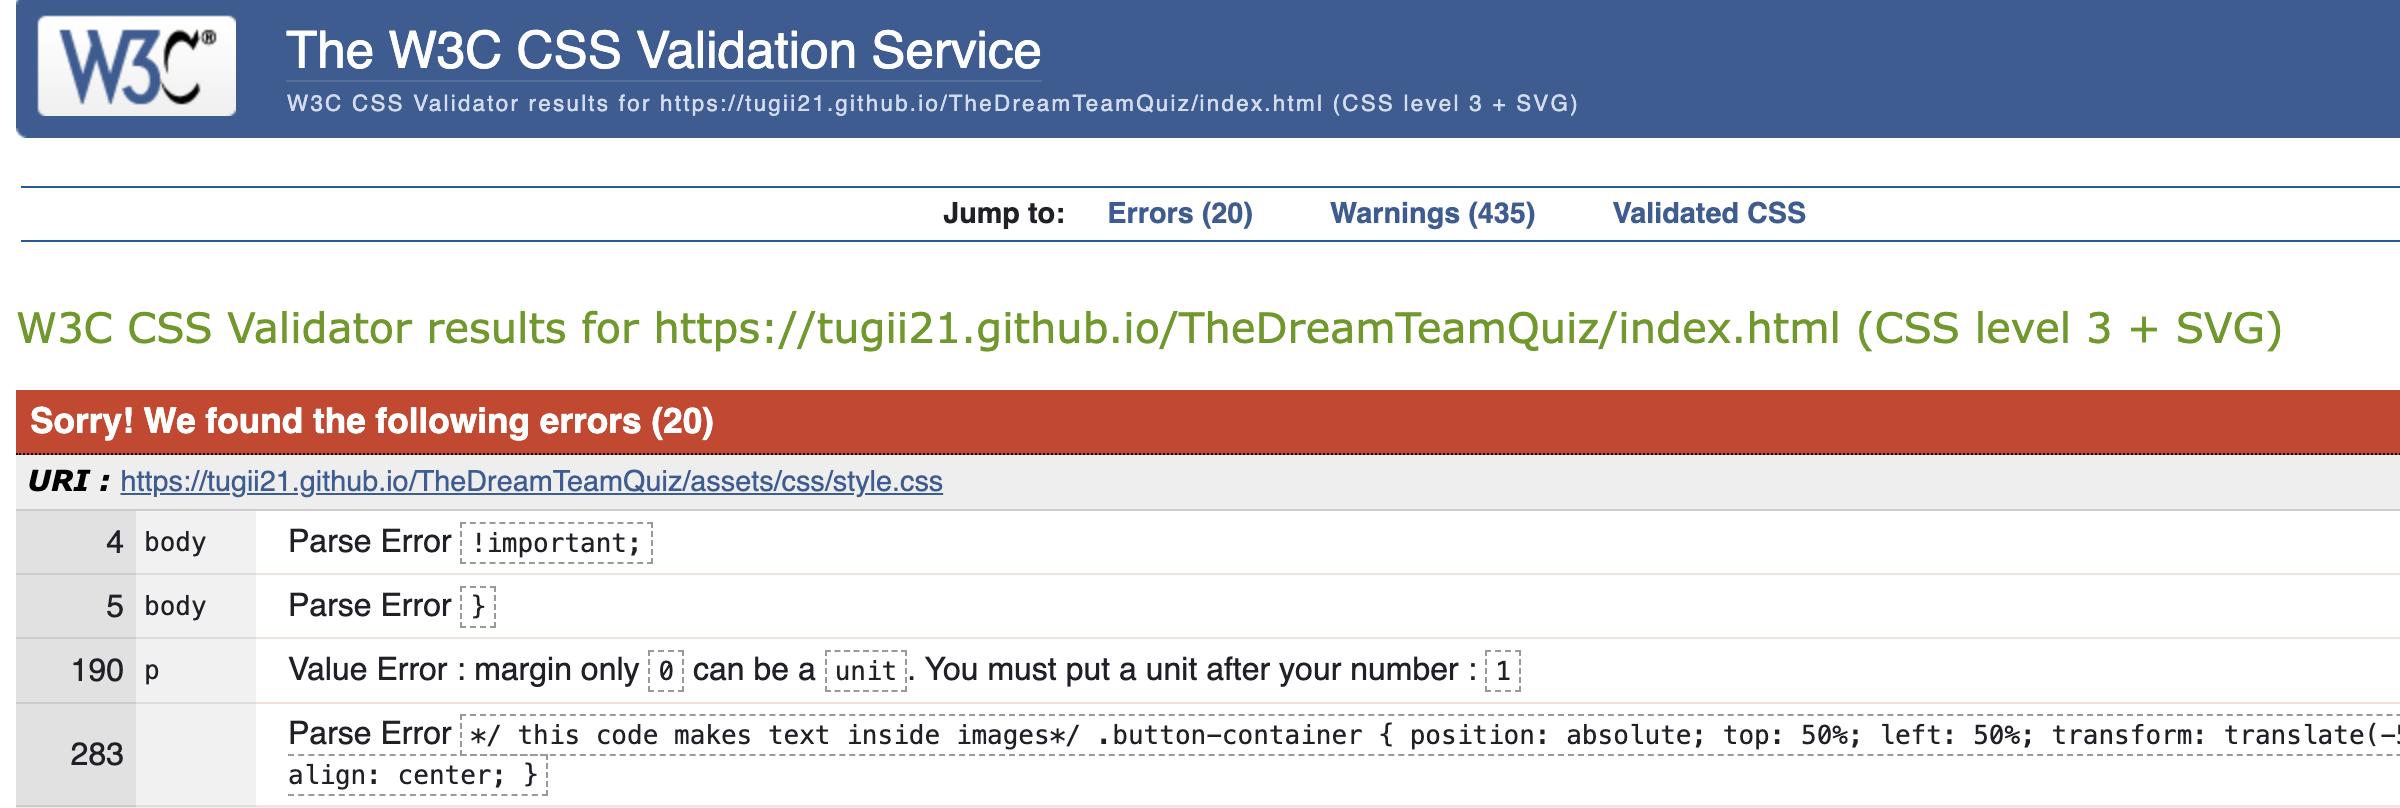 W3C®
The W3C CSS Validation Service
W3C CSS Validator results for https://tugii21.github.io/TheDreamTeamQuiz/index.html (CSS level 3 + SVG)
Jump to: Errors (20) Warnings (435) Validated CSS
W3C CSS Validator results for https://tugii21.github.io/TheDreamTeamQuiz/index.html (CSS level 3 + SVG)
Sorry! We found the following errors (20)
URI : https://tugii21.github.io/TheDreamTeamQuiz/assets/css/style.css
4 body Parse Error !important;
5 body Parse Error }
190 p Value Error : margin only 0 can be a unit. You must put a unit after your number : 1
283 Parse Error */ this code makes text inside images*/ .button-container { position: absolute; top: 50%; left: 50%; transform: translate(-
align: center; }